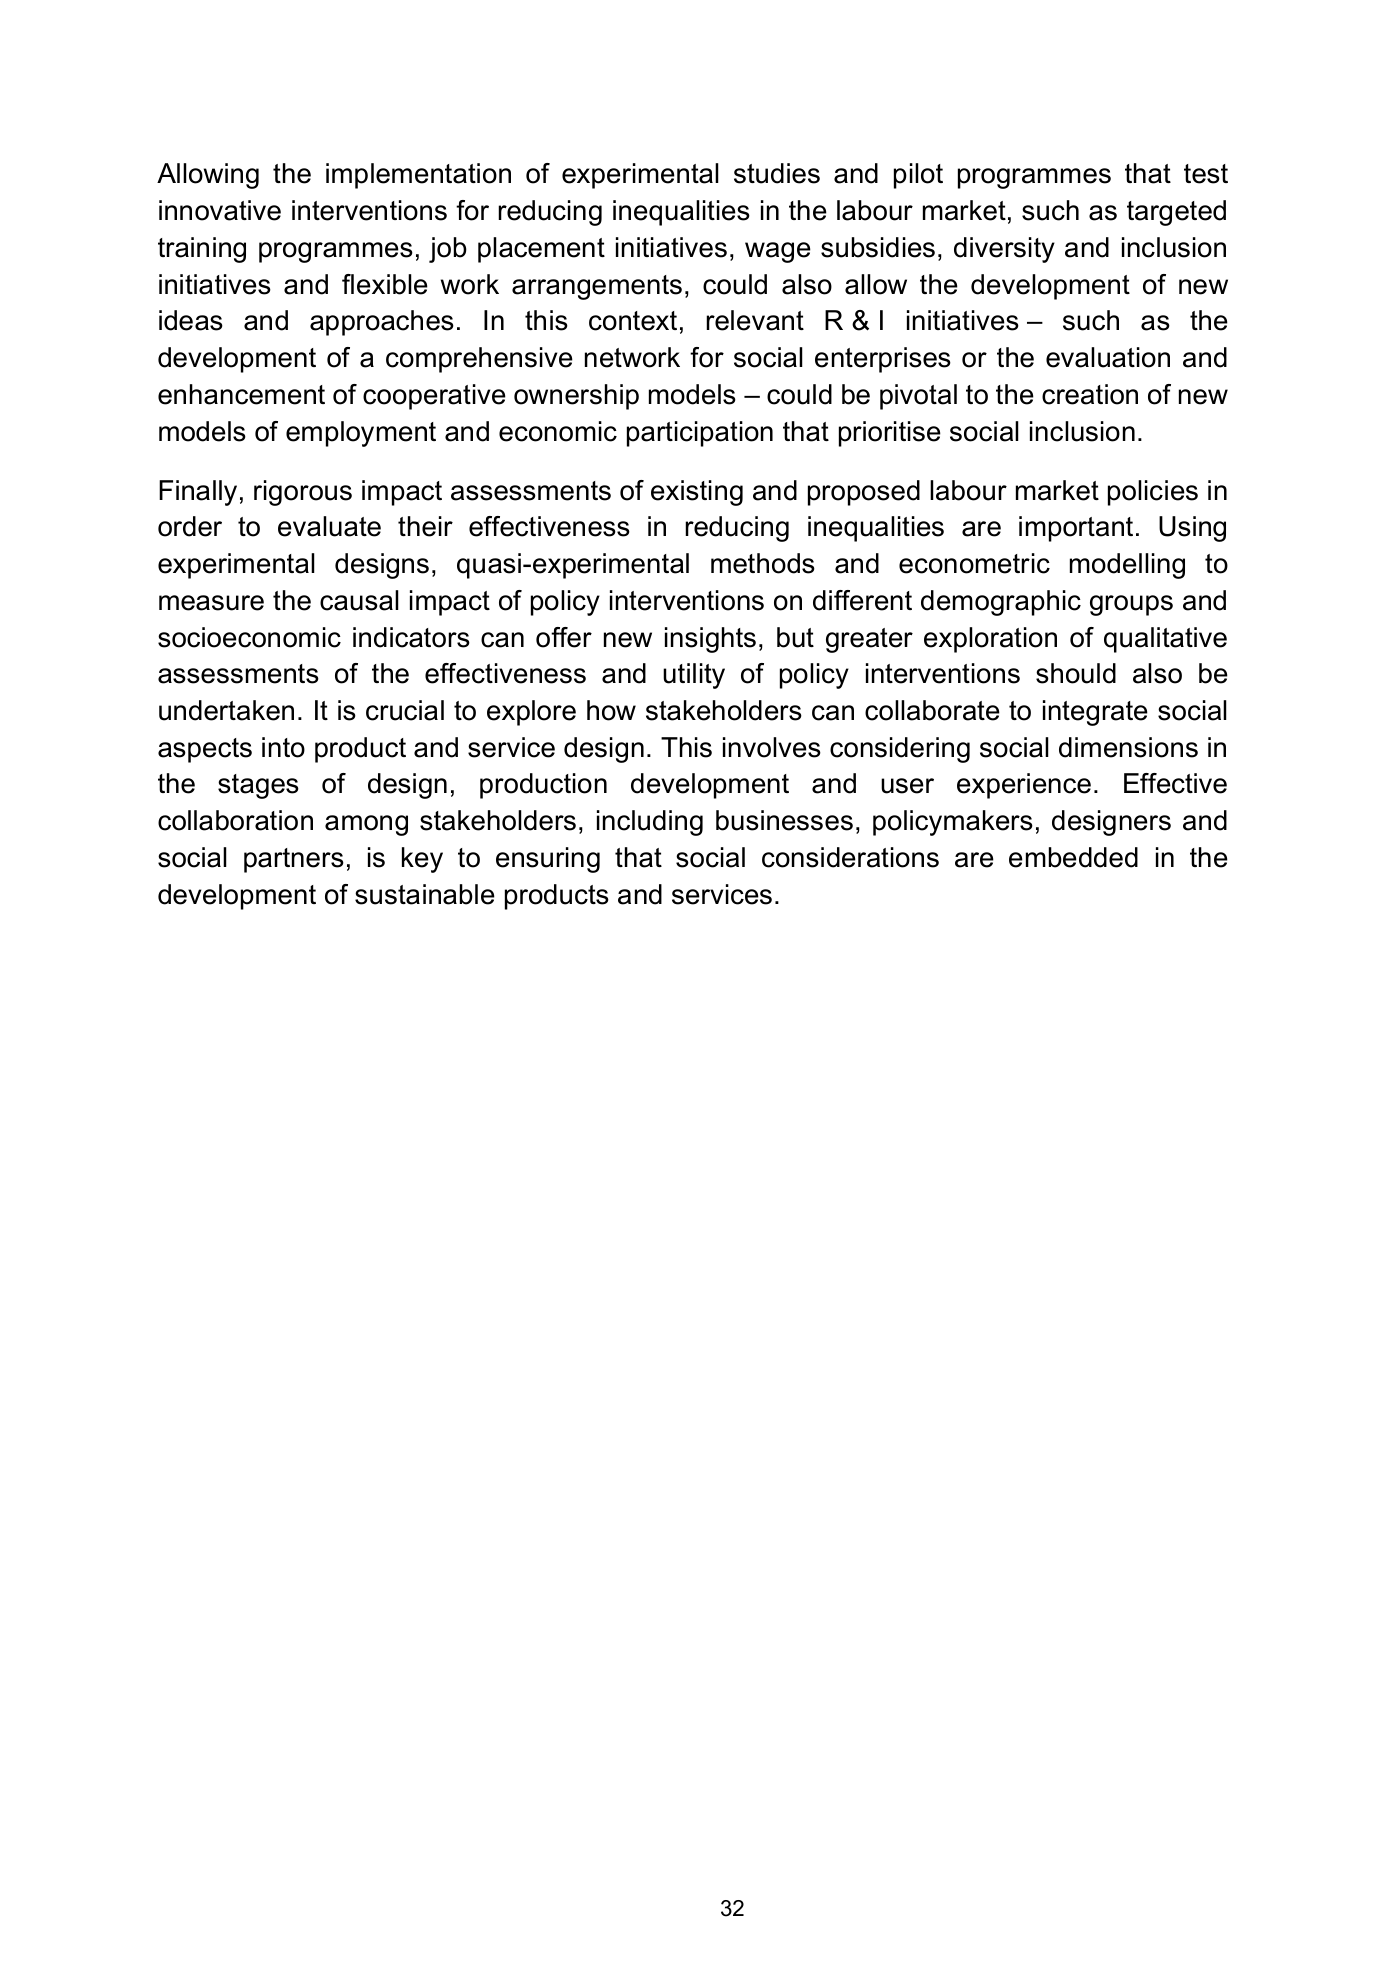 Allowing the implementation of experimental studies and pilot programmes that test
innovative interventions for reducing inequalities in the labour market, such as targeted
training programmes, job placement initiatives, wage subsidies, diversity and inclusion
initiatives and flexible work arrangements, could also allow the development of new
ideas and approaches. In this context, relevant R & I initiatives – such as the
development of a comprehensive network for social enterprises or the evaluation and
enhancement of cooperative ownership models – could be pivotal to the creation of new
models of employment and economic participation that prioritise social inclusion.
Finally, rigorous impact assessments of existing and proposed labour market policies in
order to evaluate their effectiveness in reducing inequalities are important. Using
experimental designs, quasi-experimental methods and econometric modelling to
measure the causal impact of policy interventions on different demographic groups and
socioeconomic indicators can offer new insights, but greater exploration of qualitative
assessments of the effectiveness and utility of policy interventions should also be
undertaken. It is crucial to explore how stakeholders can collaborate to integrate social
aspects into product and service design. This involves considering social dimensions in
the stages of design, production development and user experience. Effective
collaboration among stakeholders, including businesses, policymakers, designers and
social partners, is key to ensuring that social considerations are embedded in the
development of sustainable products and services.
32